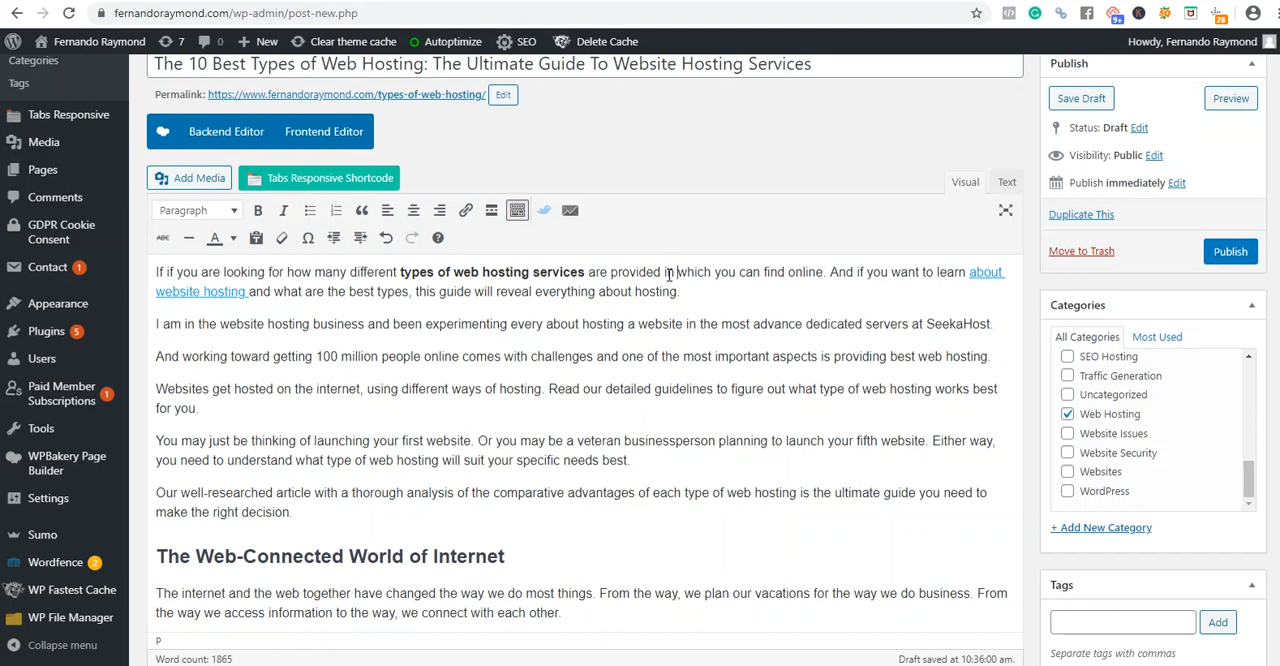 fernandoraymond.com/wp-admin/post-new.php
9+
28
Fernando Raymond 7 0 New Clear theme cache Autoptimize SEO Delete Cache Howdy, Fernando Raymond
Categories
Tags
Tabs Responsive
Media
Pages
Comments
GDPR Cookie
Consent
Contact 1
Appearance
Plugins 5
Users
Paid Member
Subscriptions 1
Tools
WPBakery Page
Builder
Settings
Sumo
Wordfence 2
WP Fastest Cache
WP File Manager
Collapse menu
The 10 Best Types of Web Hosting: The Ultimate Guide To Website Hosting Services
Permalink: https://www.fernandoraymond.com/types-of-web-hosting/ Edit
Backend Editor Frontend Editor
Add Media Tabs Responsive Shortcode
Visual Text
Paragraph B I
ABC A
If if you are looking for how many different types of web hosting services are provided in which you can find online. And if you want to learn about
website hosting and what are the best types, this guide will reveal everything about hosting.
I am in the website hosting business and been experimenting every about hosting a website in the most advance dedicated servers at SeekaHost.
And working toward getting 100 million people online comes with challenges and one of the most important aspects is providing best web hosting.
Websites get hosted on the internet, using different ways of hosting. Read our detailed guidelines to figure out what type of web hosting works best
for you.
You may just be thinking of launching your first website. Or you may be a veteran businessperson planning to launch your fifth website. Either way,
you need to understand what type of web hosting will suit your specific needs best.
Our well-researched article with a thorough analysis of the comparative advantages of each type of web hosting is the ultimate guide you need to
make the right decision.
The Web-Connected World of Internet
The internet and the web together have changed the way we do most things. From the way, we plan our vacations for the way we do business. From
the way we access information to the way, we connect with each other.
p
Word count: 1865 Draft saved at 10:36:00 am.
Publish
Save Draft Preview
Status: Draft Edit
Visibility: Public Edit
Publish immediately Edit
Duplicate This
Move to Trash Publish
Categories
All Categories Most Used
SEO Hosting
Traffic Generation
Uncategorized
Web Hosting
Website Issues
Website Security
Websites
WordPress
+ Add New Category
Tags
Add
Separate tags with commas